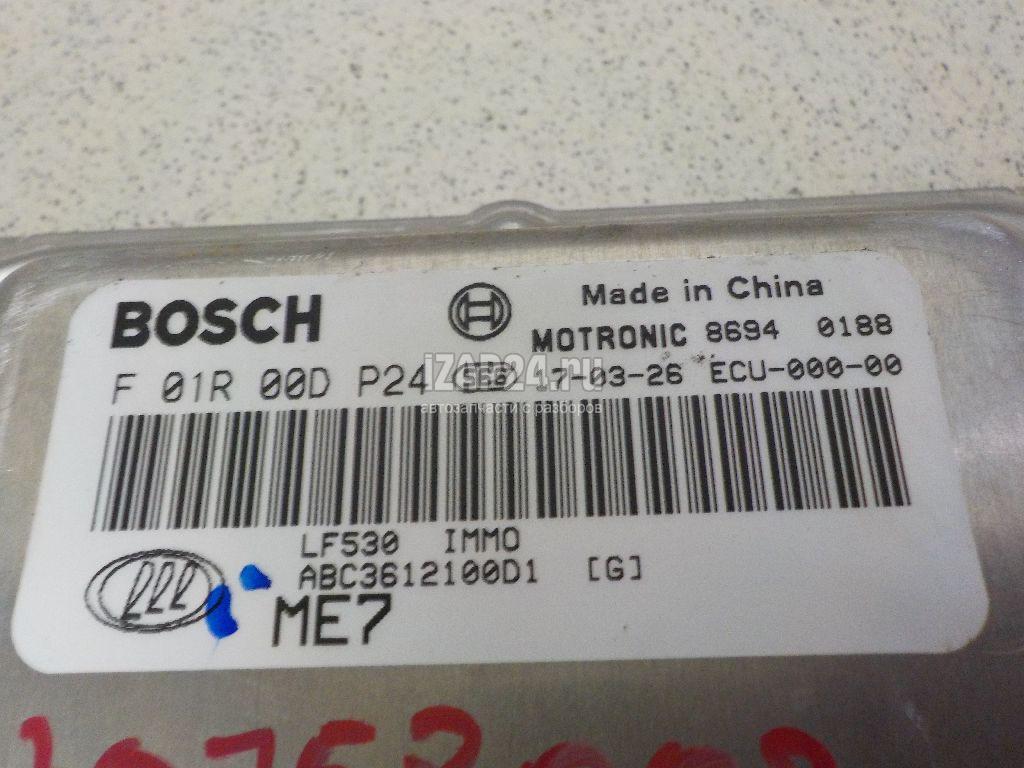 BOSCH
Made in China
MOTRONIC 8694 0188
F 01R 00D P24 17-03-26 ECU-000-00
iZAP24.ru
автозапчасти с разборов
LF530 IMMO
ABC3612100D1 [G]
ME7